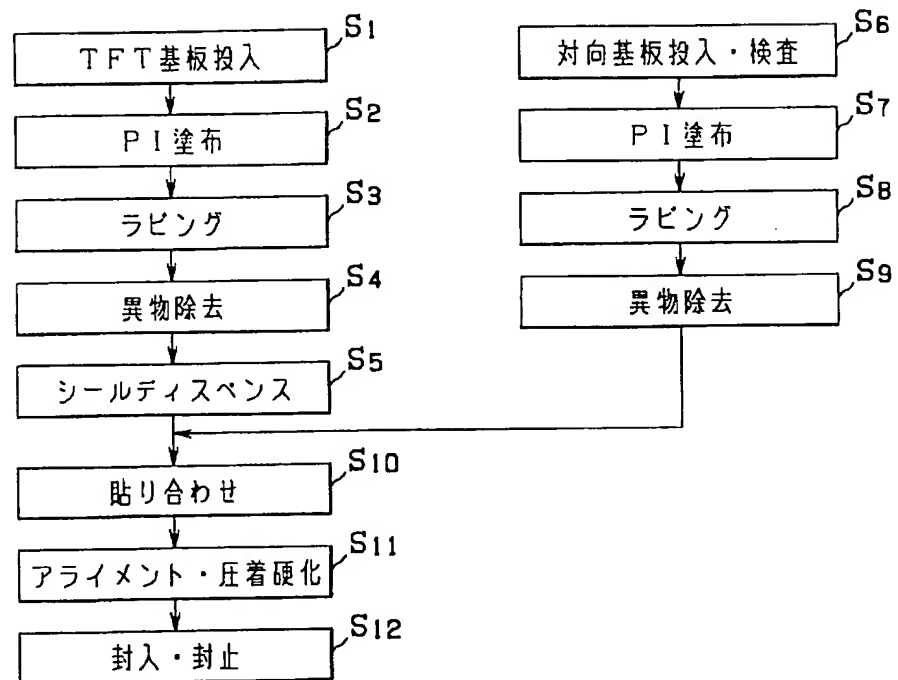 TFT基板投入 S1
PI塗布 S2
ラビング S3
異物除去 S4
シールディスペンス S5
対向基板投入・検査 S6
PI塗布 S7
ラビング S8
異物除去 S9
貼り合わせ S10
アライメント・圧着硬化 S11
封入・封止 S12